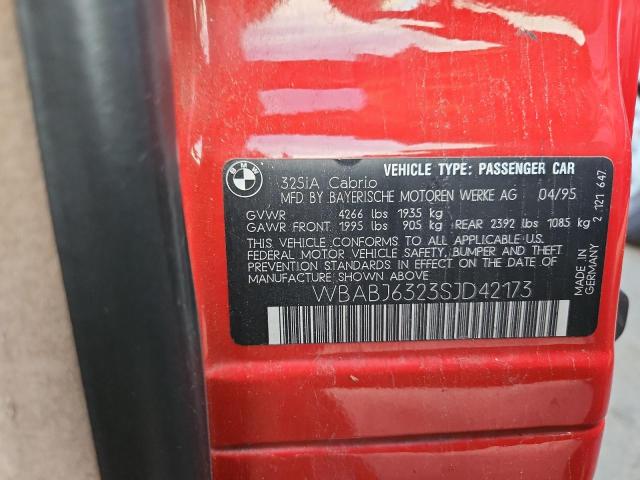 BMW
VEHICLE TYPE: PASSENGER CAR
325iA Cabrio
MFD BY BAYERISCHE MOTOREN WERKE AG 04/95
GVWR 4266 lbs 1935 kg
GAWR FRONT 1995 lbs 905 kg REAR 2392 lbs 1085 kg
THIS VEHICLE CONFORMS TO ALL APPLICABLE U.S.
FEDERAL MOTOR VEHICLE SAFETY, BUMPER AND THEFT
PREVENTION STANDARDS IN EFFECT ON THE DATE OF
MANUFACTURE SHOWN ABOVE
WBABJ6323SJD42173
2 121 647
MADE IN
GERMANY